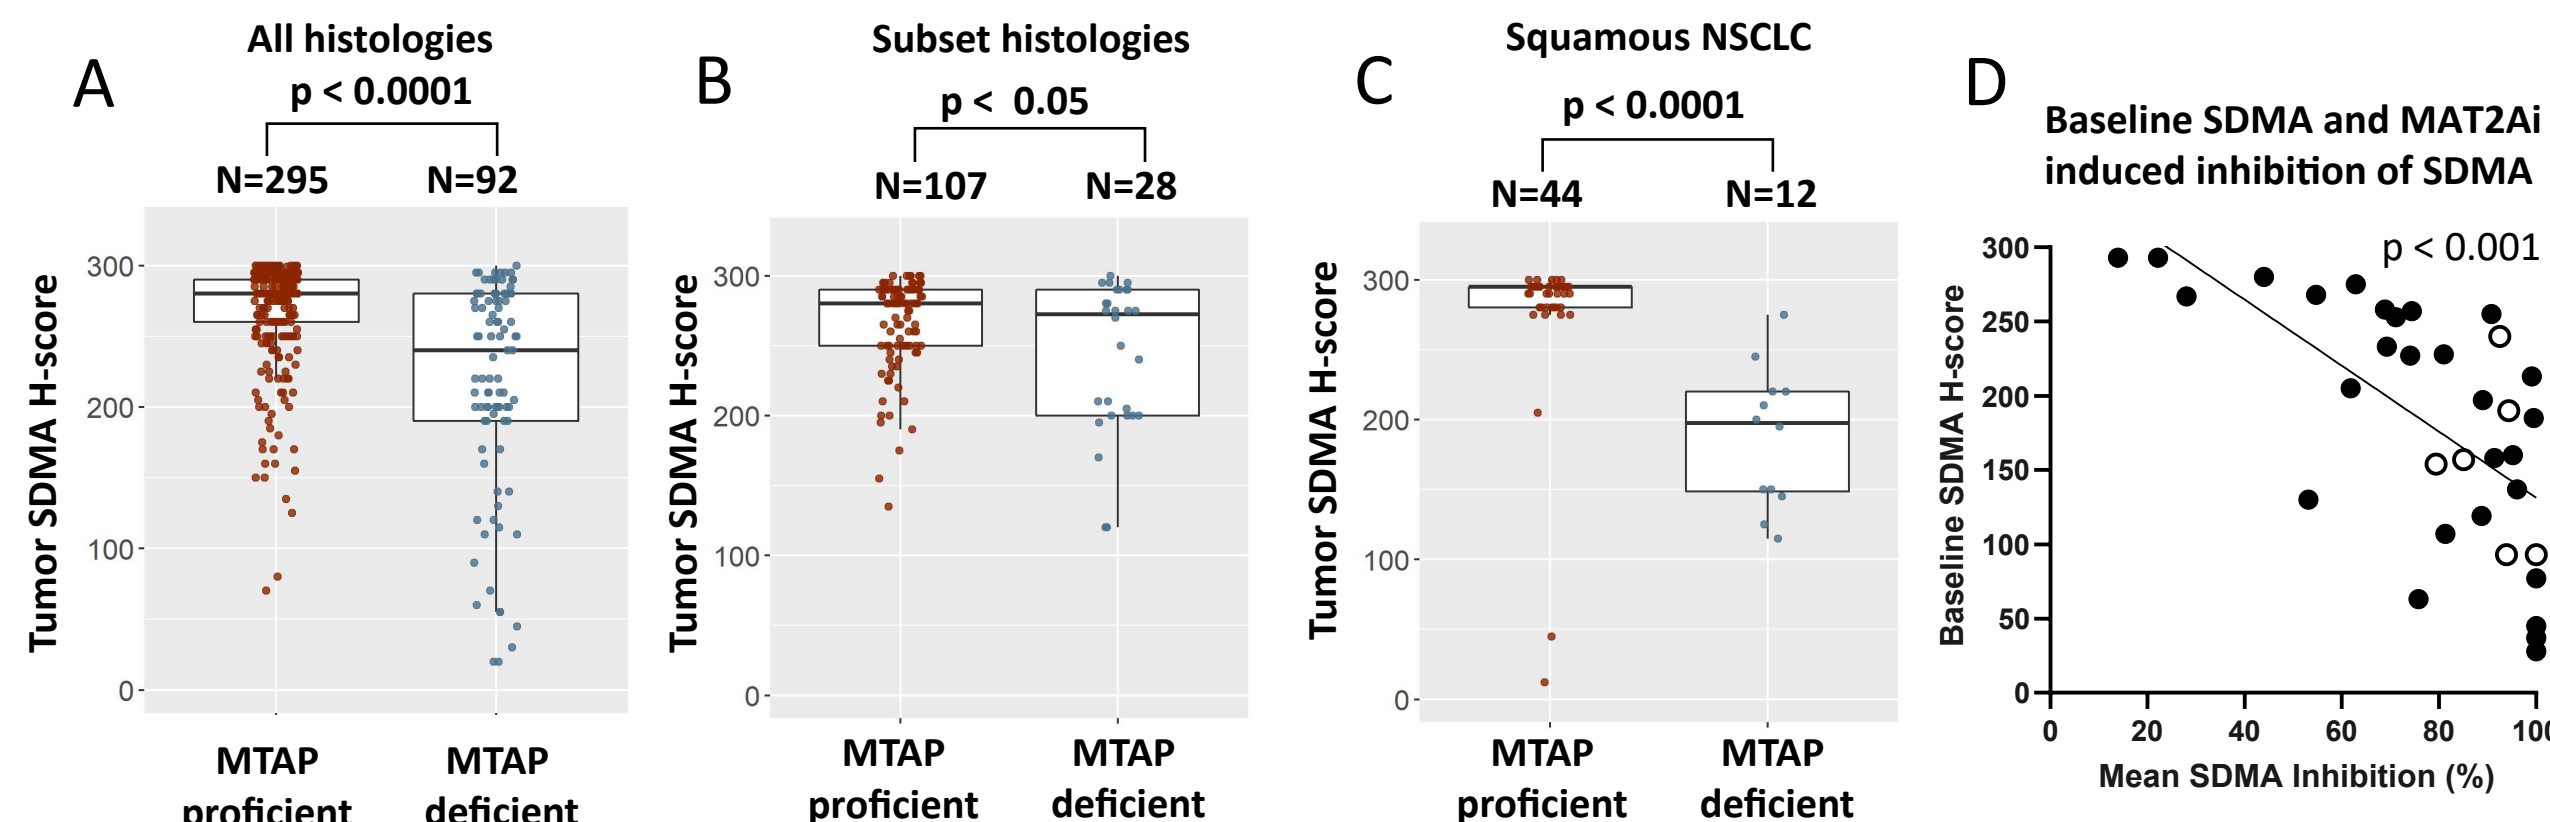 A
All histologies
p < 0.0001
N=295
N=92
Tumor SDMA H-score
300
200
100
0
MTAP
proficient
MTAP
deficient
B
Subset histologies
p < 0.05
N=107
N=28
Tumor SDMA H-score
300
200
100
0
MTAP
proficient
MTAP
deficient
C
Squamous NSCLC
p < 0.0001
N=44
N=12
Tumor SDMA H-score
300
200
100
0
MTAP
proficient
MTAP
deficient
D
Baseline SDMA and MAT2Ai
induced inhibition of SDMA
p < 0.001
Baseline SDMA H-score
300
250
200
150
100
50
0
0 20 40 60 80 100
Mean SDMA Inhibition (%)